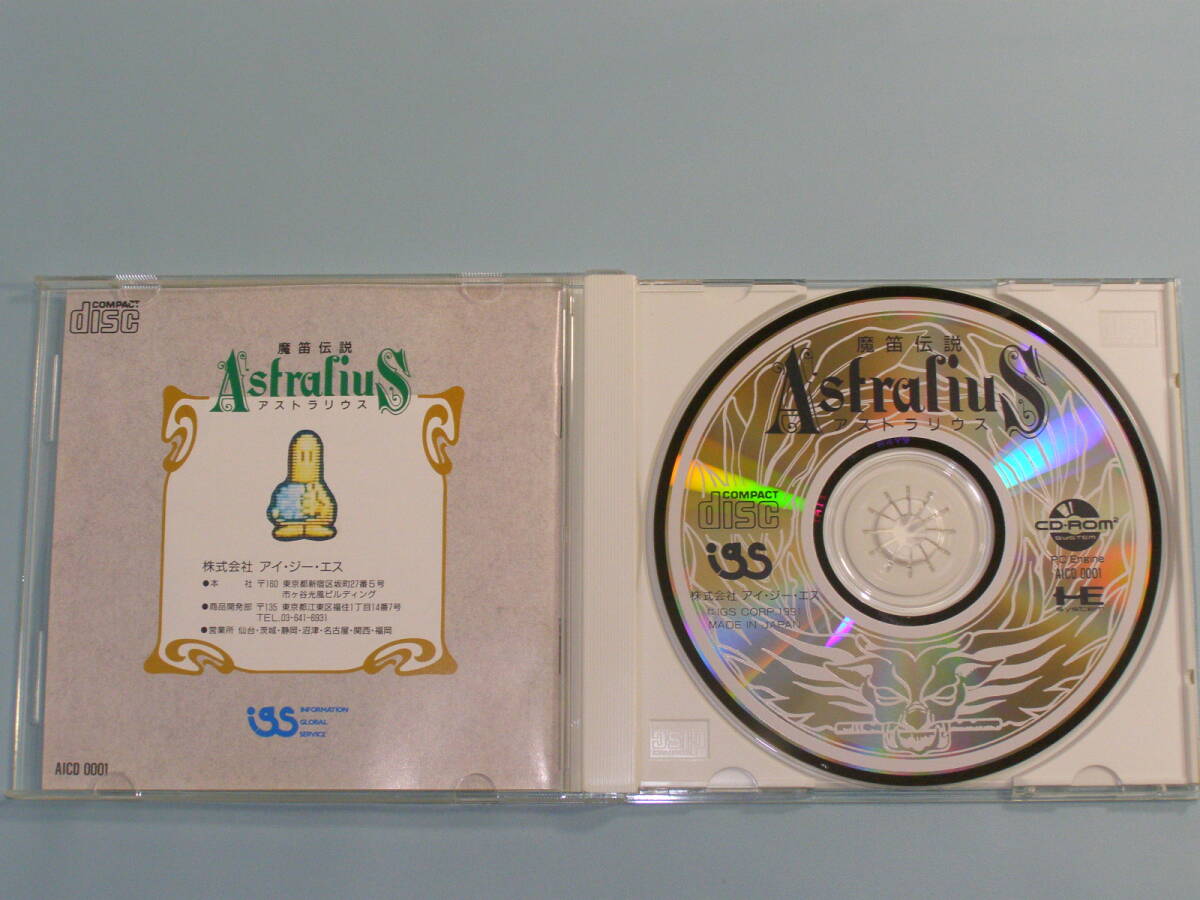 COMPACT
disc
魔笛伝説
AstraliuS
アストラリウス
株式会社 アイ・ジー・エス
●本 社 〒160 東京都新宿区坂町27番5号
市ヶ谷光風ビルディング
●商品開発部 〒135 東京都江東区福住1丁目14番7号
TEL.03-641-6931
●営業所 仙台・茨城・静岡・沼津・名古屋・関西・福岡
igs
INFORMATION
GLOBAL
SERVICE
AICD 0001
魔笛伝説
AstraliuS
アストラリウス
COMPACT
disc
igs
株式会社 アイ・ジー・エス
©IGS CORP.1991
MADE IN JAPAN
CD-ROM²
SYSTEM
PC Engine
AICD 0001
HE
SYSTEM